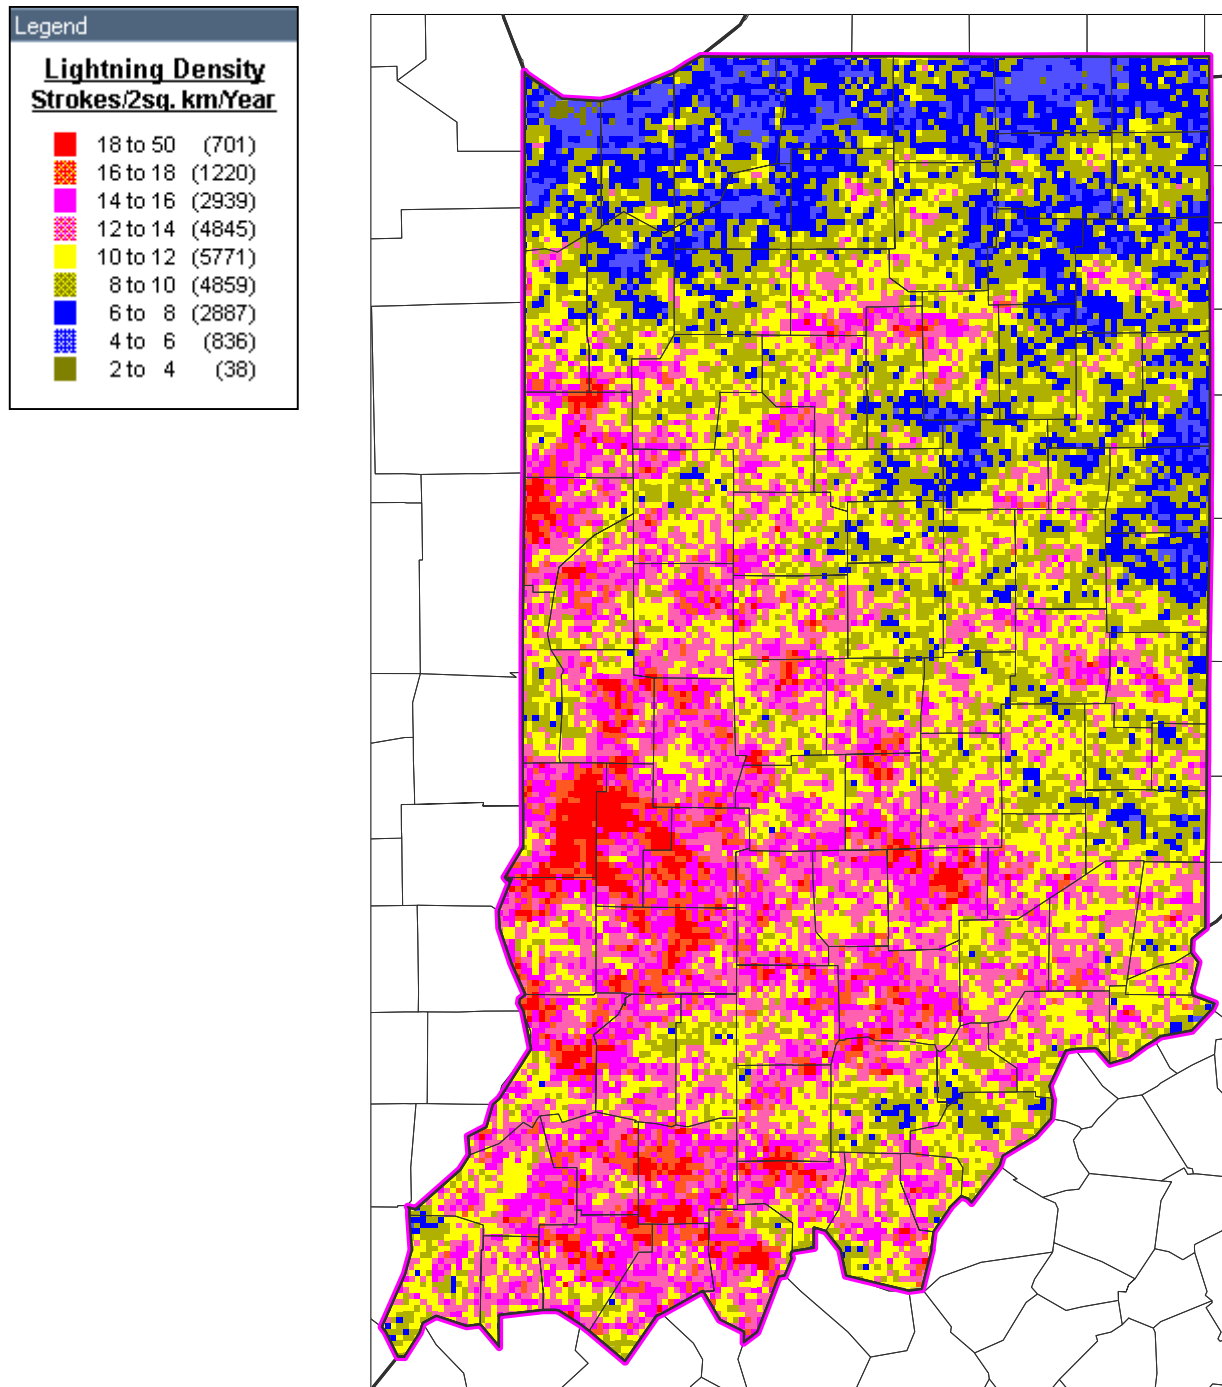 Legend
Lightning Density
Strokes/2sq. km/Year
18 to 50 (701)
16 to 18 (1220)
14 to 16 (2939)
12 to 14 (4845)
10 to 12 (5771)
8 to 10 (4859)
6 to 8 (2887)
4 to 6 (836)
2 to 4 (38)